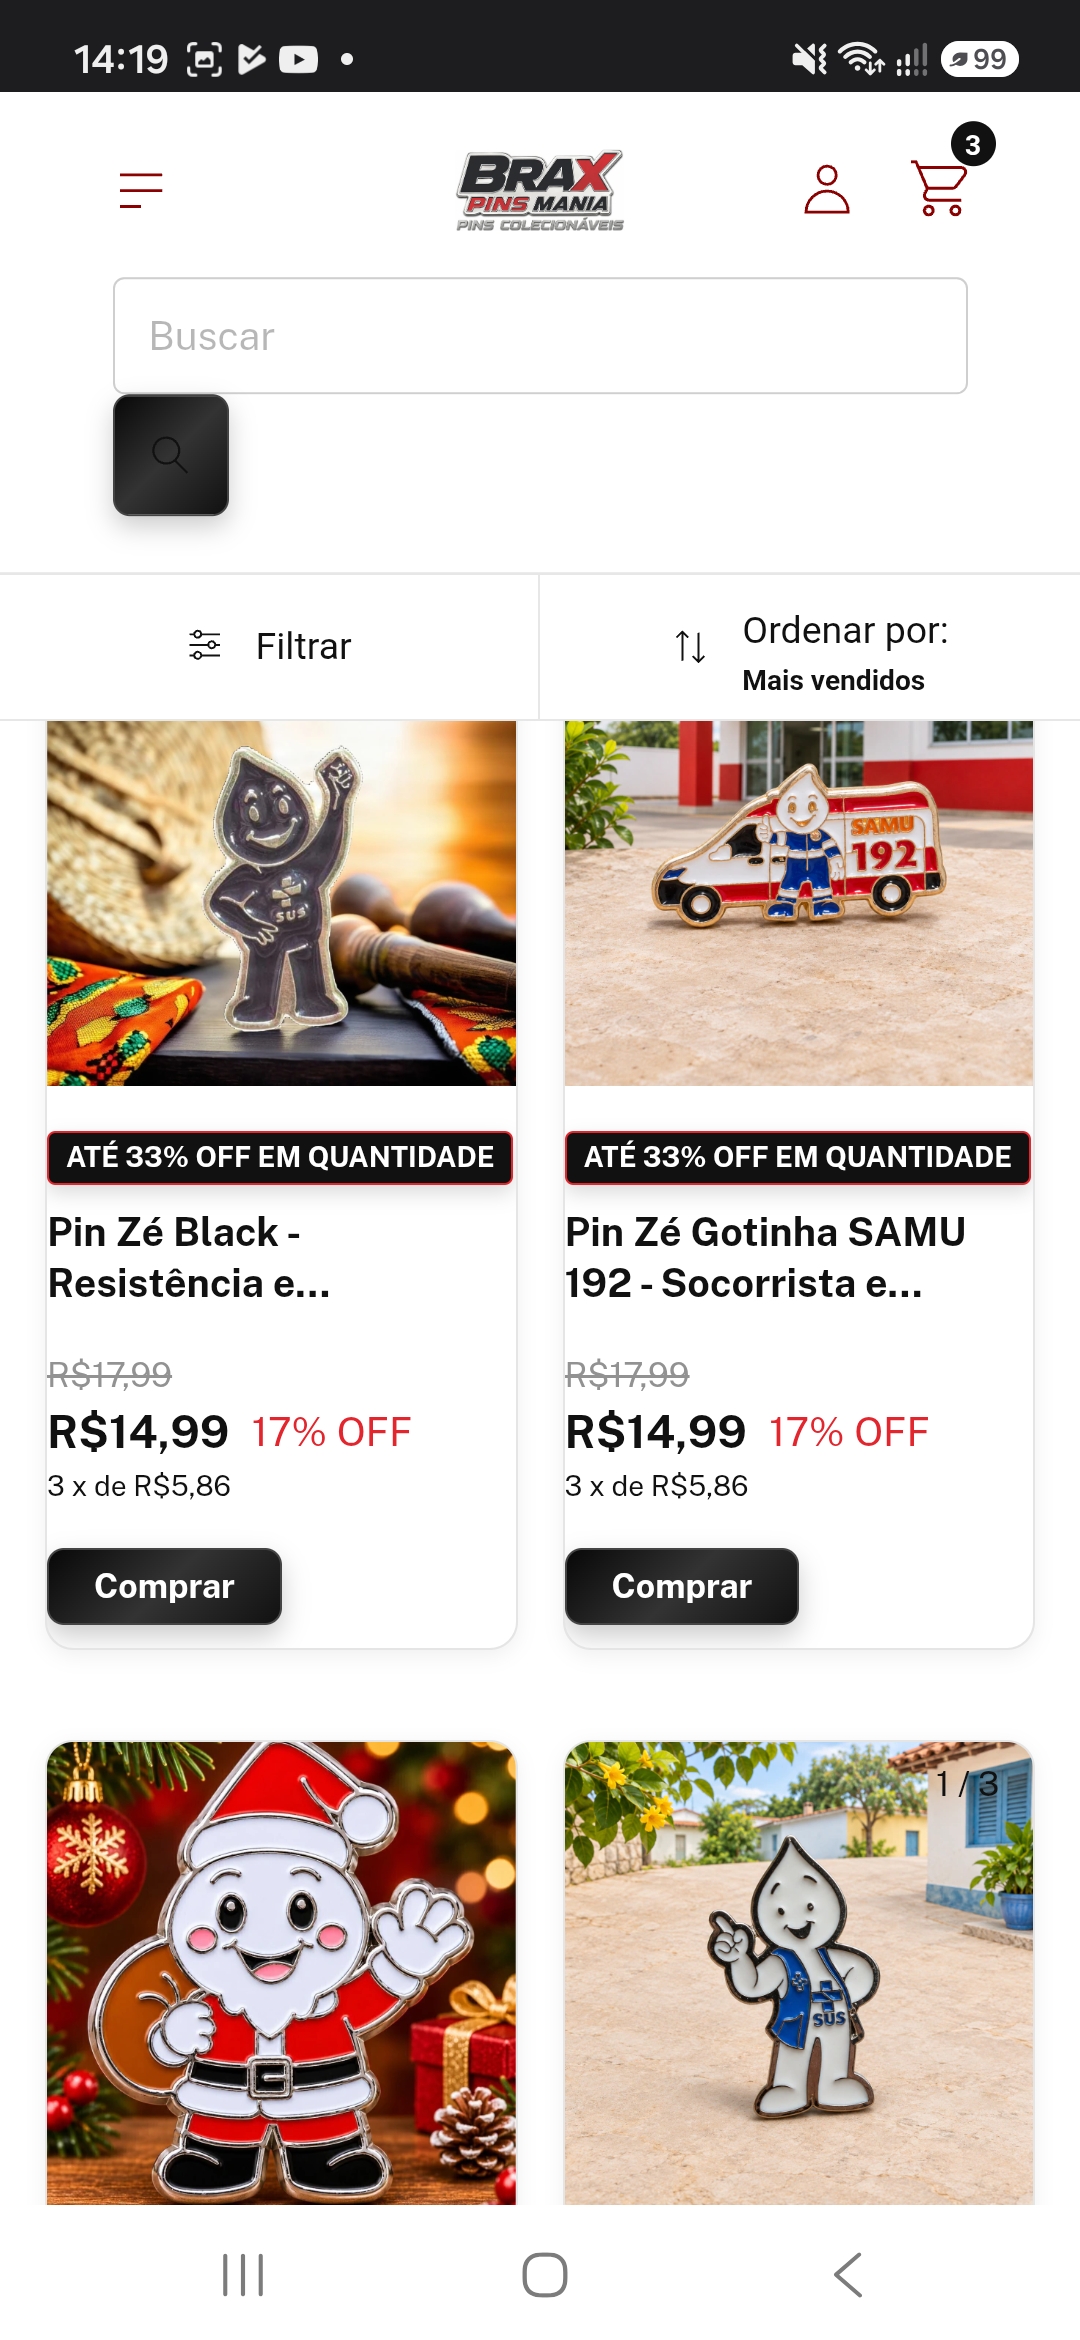 14:19
99
3
BRAX
PINS MANIA
PINS COLECIONÁVEIS
Buscar
Filtrar
Ordenar por:
Mais vendidos
SUS
SAMU
192
ATÉ 33% OFF EM QUANTIDADE
Pin Zé Black -
Resistência e...
R$17,99
R$14,99 17% OFF
3 x de R$5,86
Comprar
ATÉ 33% OFF EM QUANTIDADE
Pin Zé Gotinha SAMU
192 - Socorrista e...
R$17,99
R$14,99 17% OFF
3 x de R$5,86
Comprar
1 / 3
SUS